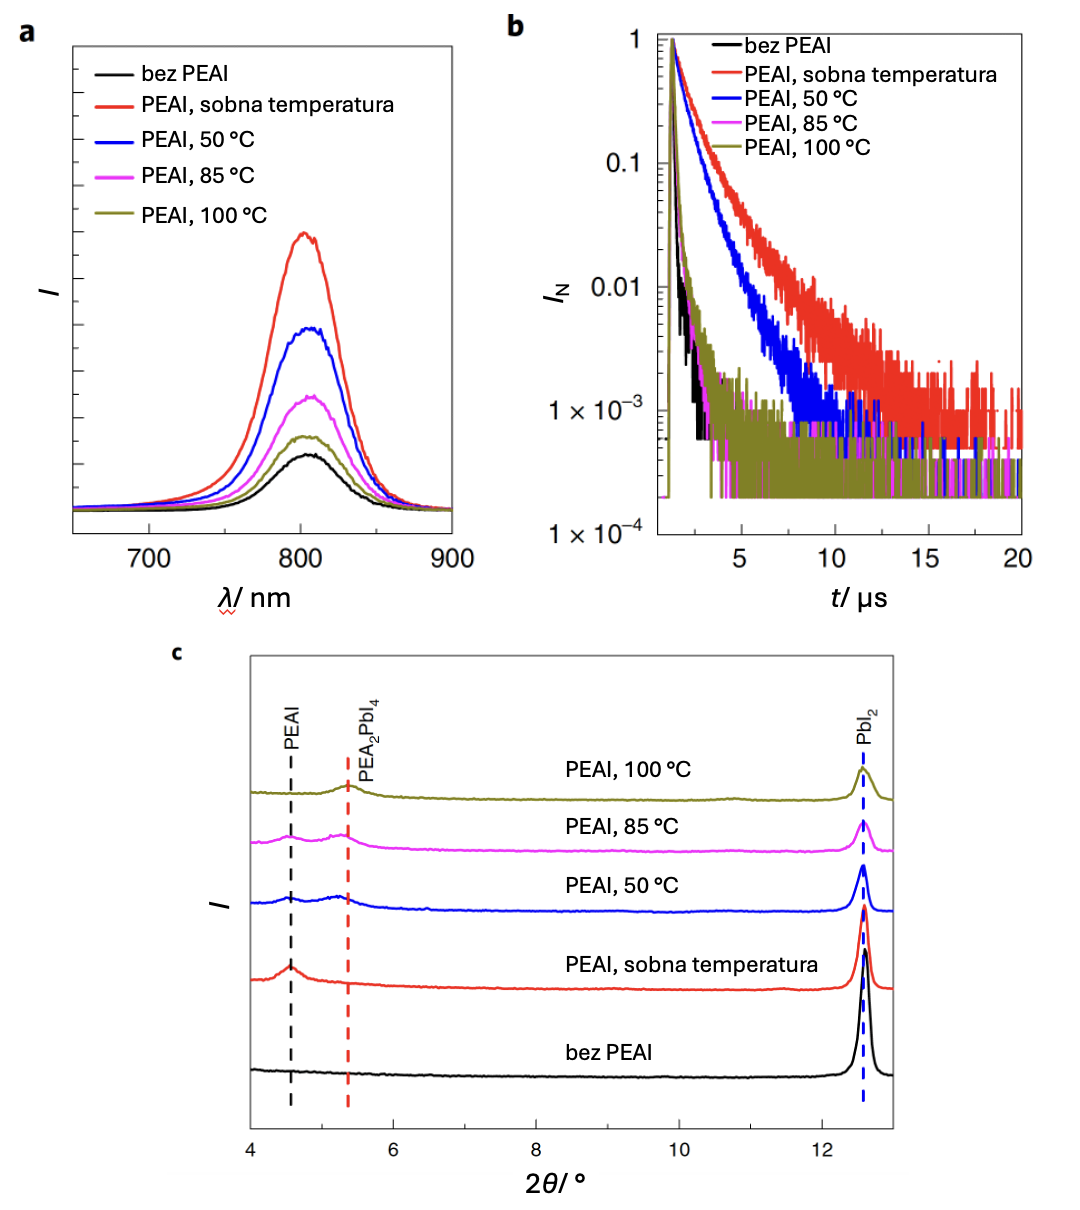 a
I
bez PEAI
PEAI, sobna temperatura
PEAI, 50 °C
PEAI, 85 °C
PEAI, 100 °C
700
800
900
λ/ nm
b
I_N
1
0.1
0.01
1 × 10⁻³
1 × 10⁻⁴
bez PEAI
PEAI, sobna temperatura
PEAI, 50 °C
PEAI, 85 °C
PEAI, 100 °C
5
10
15
20
t/ μs
c
I
PEAI
PEA₂PbI₄
PbI₂
PEAI, 100 °C
PEAI, 85 °C
PEAI, 50 °C
PEAI, sobna temperatura
bez PEAI
4
6
8
10
12
2θ/ °